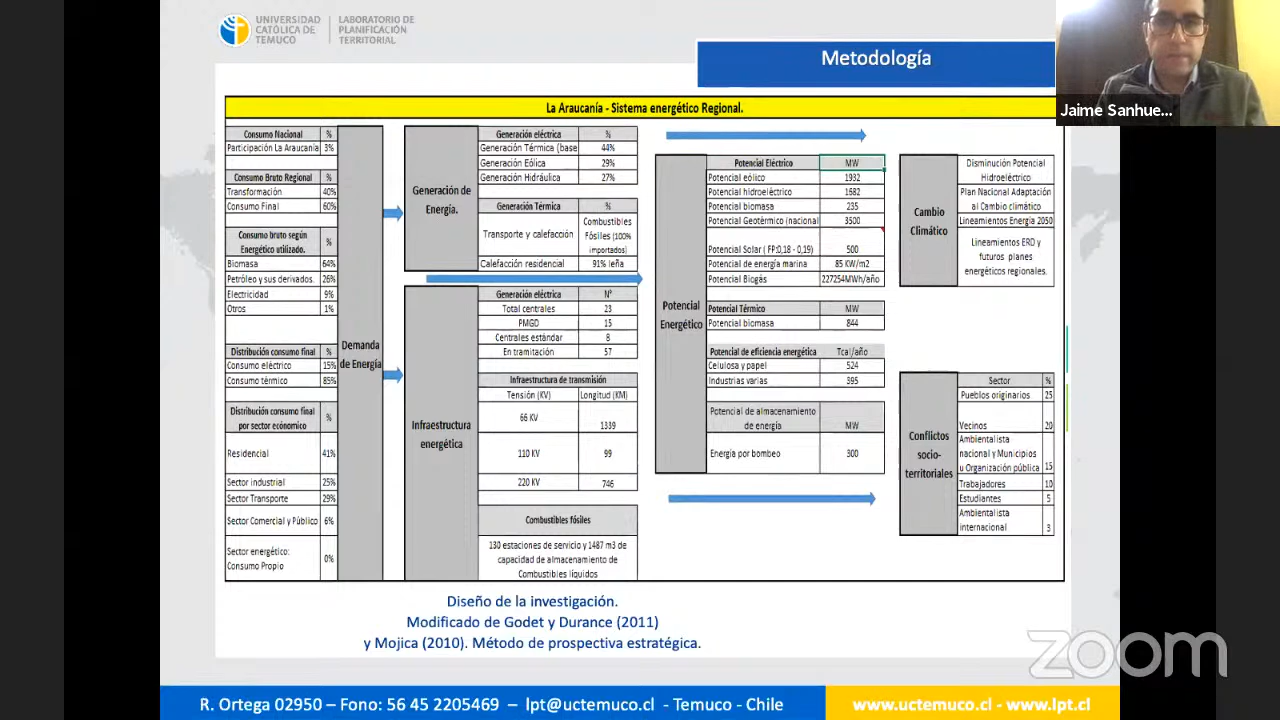 UNIVERSIDAD
CATÓLICA DE
TEMUCO
LABORATORIO DE
PLANIFICACIÓN
TERRITORIAL
Metodología
Jaime Sanhue...
La Araucanía - Sistema energético Regional.
Consumo Nacional %
Participación La Araucanía 3%
Consumo Bruto Regional %
Transformación 40%
Consumo Final 60%
Consumo bruto según
Energético utilizado. %
Biomasa 64%
Petróleo y sus derivados. 26%
Electricidad 9%
Otros 1%
Distribución consumo final %
Consumo eléctrico 15%
Consumo térmico 85%
Distribución consumo final
por sector ecónomico %
Residencial 41%
Sector industrial 25%
Sector Transporte 29%
Sector Comercial y Público 6%
Sector energético:
Consumo Propio 0%
Demanda
de Energía
Generación de
Energía.
Generación eléctrica %
Generación Térmica (base 44%
Generación Eólica 29%
Generación Hidráulica 27%
Generación Térmica %
Transporte y calefacción
Combustibles
Fósiles (100%
importados)
Calefacción residencial 91% leña
Infraestructura
energética
Generación eléctrica N°
Total centrales 23
PMGD 15
Centrales estándar 8
En tramitación 57
Infraestructura de transmisión
Tensión (KV) Longitud (KM)
66 KV 1339
110 KV 99
220 KV 746
Combustibles fósiles
130 estaciones de servicio y 1487 m3 de
capacidad de almacenamiento de
Combustibles líquidos
Potencial
Energético
Potencial Eléctrico MW
Potencial eólico 1932
Potencial hidroeléctrico 1682
Potencial biomasa 235
Potencial Geotérmico (nacional 3500
Potencial Solar ( FP:0,18 - 0,19) 500
Potencial de energía marina 85 KW/m2
Potencial Biogás 227254MWh/año
Potencial Térmico MW
Potencial biomasa 844
Potencial de eficiencia energética Tcal/año
Celulosa y papel 524
Industrias varias 395
Potencial de almacenamiento
de energía MW
Energía por bombeo 300
Cambio
Climático
Disminución Potencial
Hidroeléctrico
Plan Nacional Adaptación
al Cambio climático
Lineamientos Energía 2050
Lineamientos ERD y
futuros planes
energéticos regionales.
Conflictos
socio-
territoriales
Sector %
Pueblos originarios 25
Vecinos 20
Ambientalista
nacional y Municipios
u Organización pública 15
Trabajadores 10
Estudiantes 5
Ambientalista
internacional 3
Diseño de la investigación.
Modificado de Godet y Durance (2011)
y Mojica (2010). Método de prospectiva estratégica.
zoom
R. Ortega 02950 – Fono: 56 45 2205469 – lpt@uctemuco.cl - Temuco - Chile
www.uctemuco.cl - www.lpt.cl